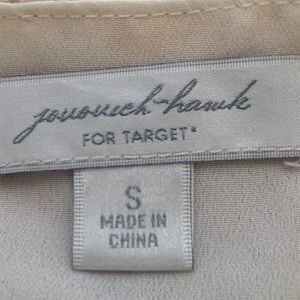 jovovich-hawk
FOR TARGET®
S
MADE IN
CHINA